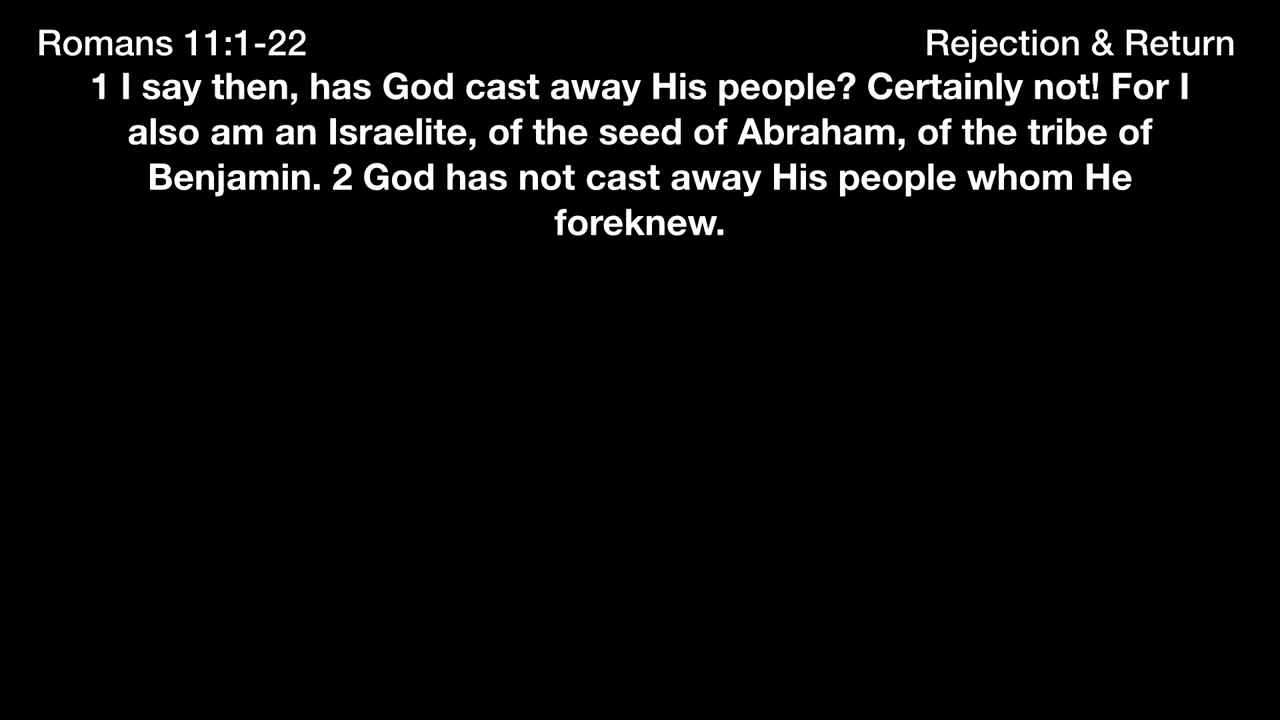 Romans 11:1-22
Rejection & Return
1 I say then, has God cast away His people? Certainly not! For I
also am an Israelite, of the seed of Abraham, of the tribe of
Benjamin. 2 God has not cast away His people whom He
foreknew.